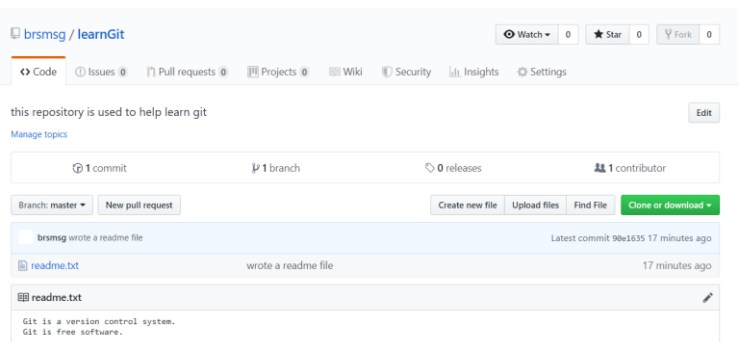 brsmsg / learnGit Watch 0 Star 0 Fork 0
Code Issues 0 Pull requests 0 Projects 0 Wiki Security Insights Settings
this repository is used to help learn git Edit
Manage topics
1 commit 1 branch 0 releases 1 contributor
Branch: master New pull request Create new file Upload files Find File Clone or download
brsmsg wrote a readme file Latest commit 90e1635 17 minutes ago
readme.txt wrote a readme file 17 minutes ago
readme.txt
Git is a version control system.
Git is free software.